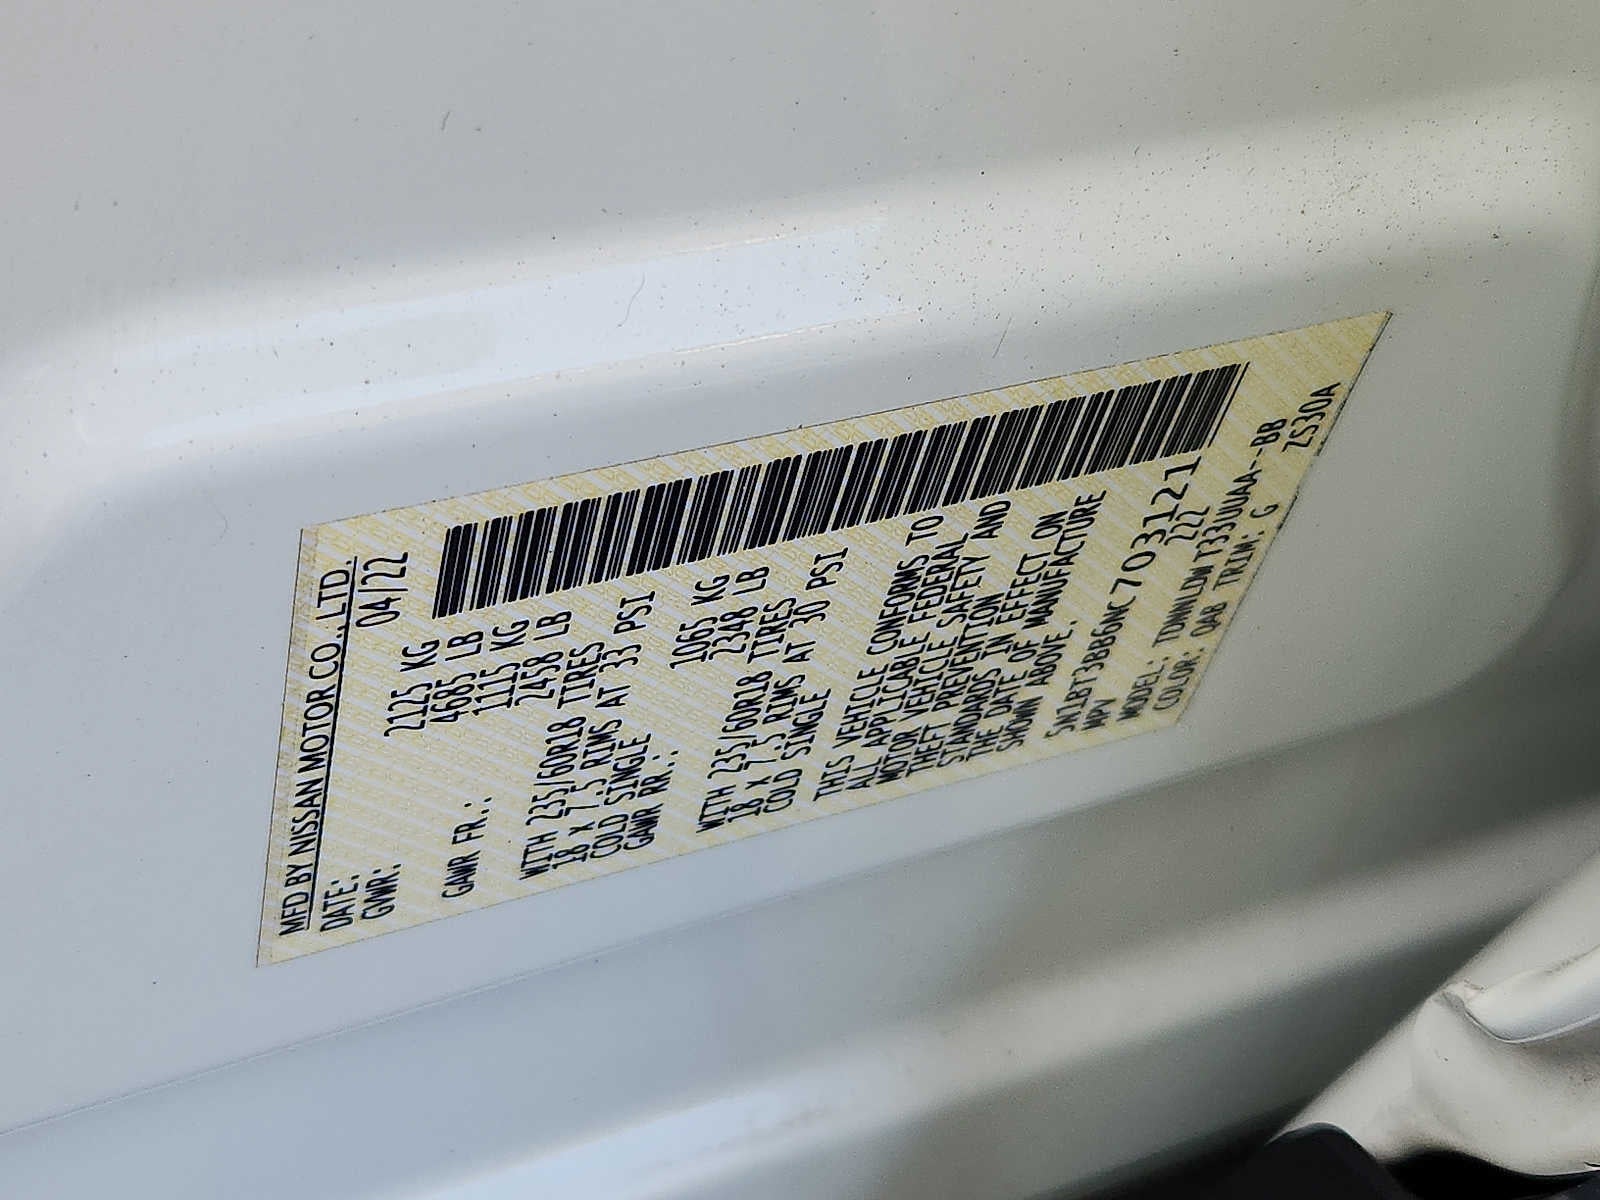 MFD BY NISSAN MOTOR CO., LTD.
DATE: 04/22
GVWR: 2125 KG
4685 LB
GAWR FR.: 1115 KG
2458 LB
WITH 235/60R18 TIRES
18 x 7.5 RIMS AT 33 PSI
COLD SINGLE
GAWR RR.: 1065 KG
2348 LB
WITH 235/60R18 TIRES
18 x 7.5 RIMS AT 30 PSI
COLD SINGLE
THIS VEHICLE CONFORMS TO
ALL APPLICABLE FEDERAL
MOTOR VEHICLE SAFETY AND
THEFT PREVENTION
STANDARDS IN EFFECT ON
THE DATE OF MANUFACTURE
SHOWN ABOVE.
5N1BT3BB6NC703121
MPV 222
MODEL: TDNNLDWT33UUAA--BB
COLOR: QAB TRIM: G ZS30A